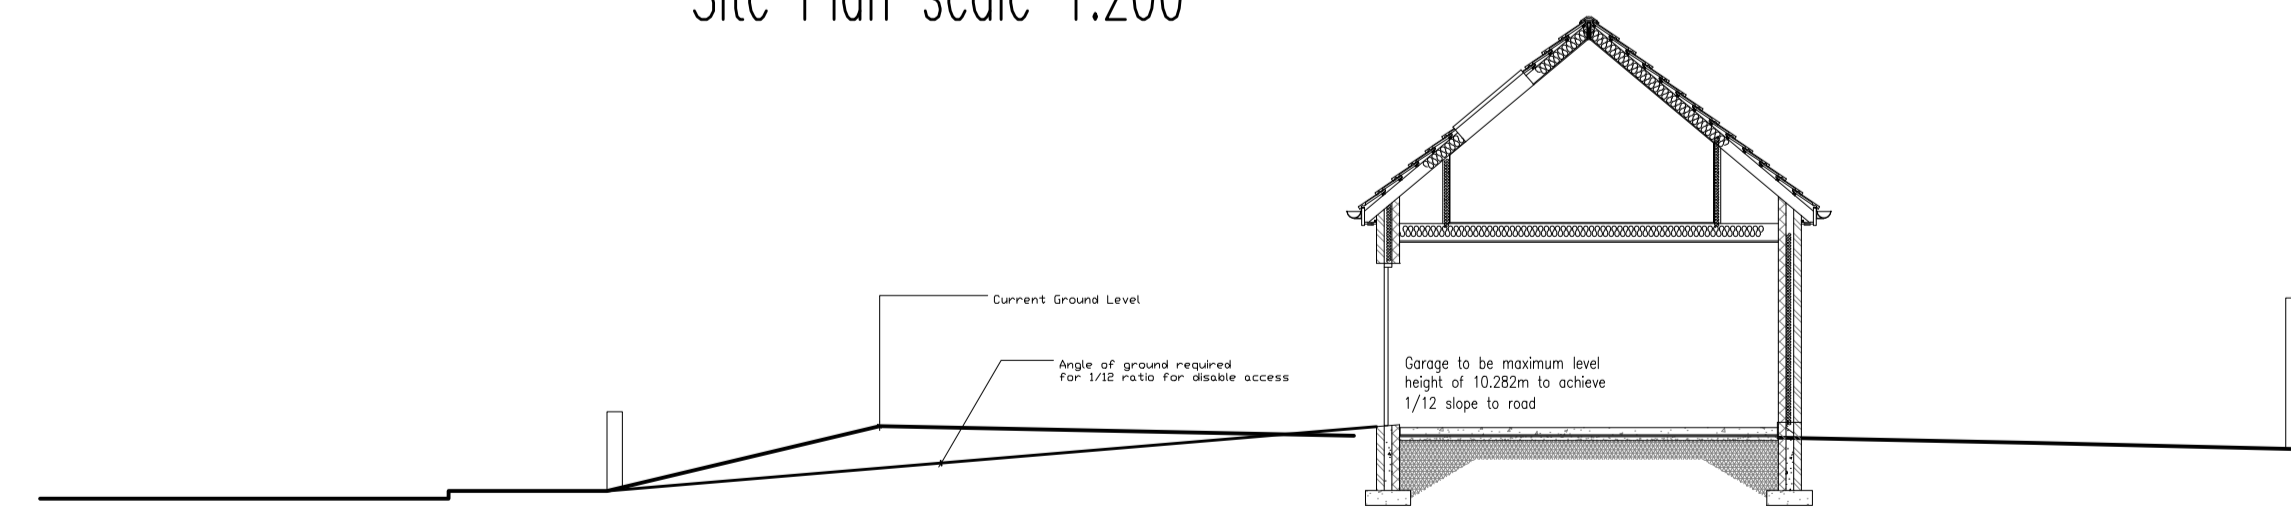 Site Plan scale 1:200
Current Ground Level
Angle of ground required
for 1/12 ratio for disable access
Garage to be maximum level
height of 10.282m to achieve
1/12 slope to road